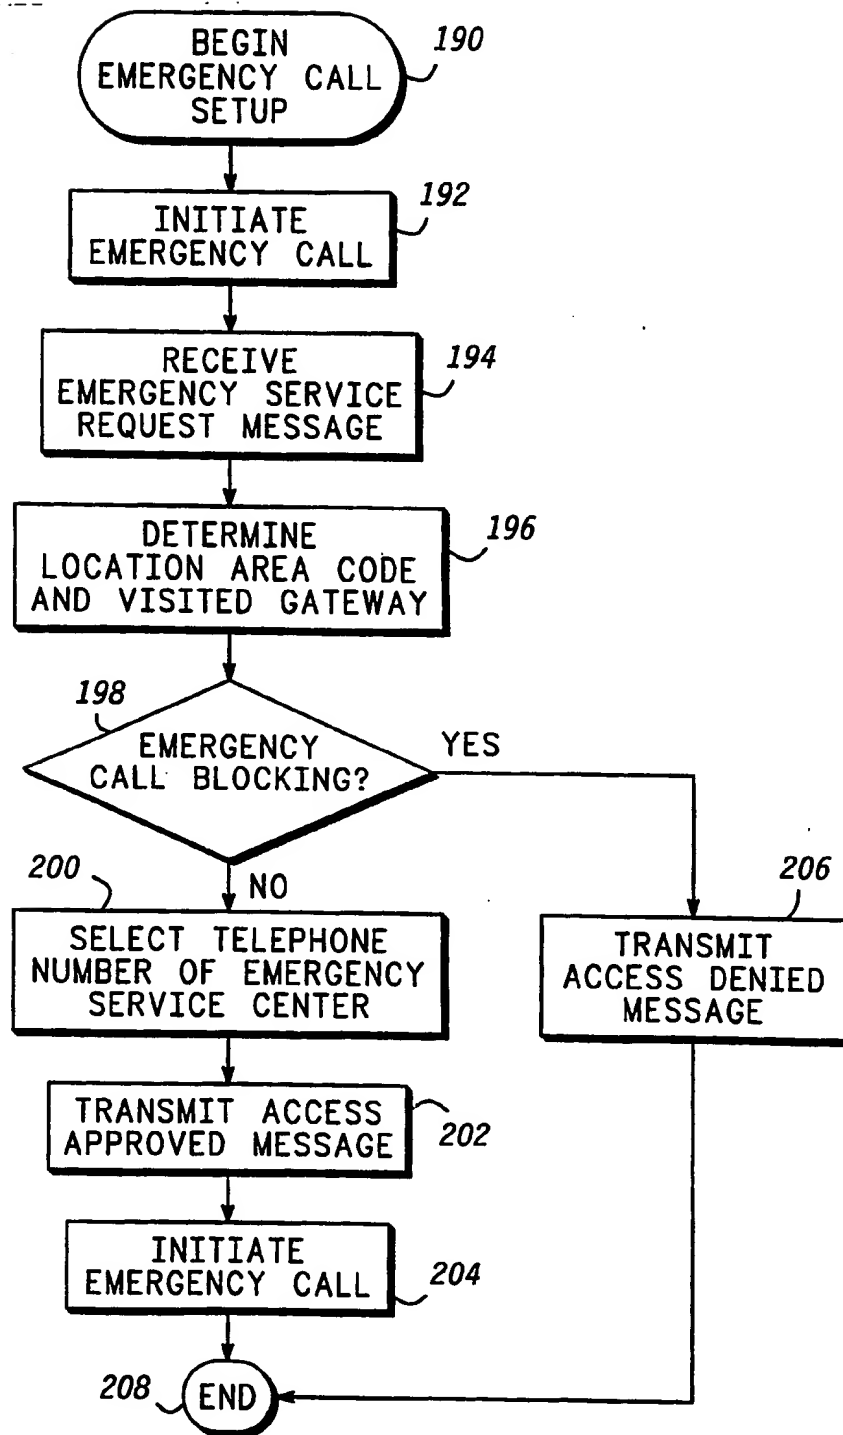 BEGIN
EMERGENCY CALL
SETUP
190
INITIATE
EMERGENCY CALL
192
RECEIVE
EMERGENCY SERVICE
REQUEST MESSAGE
194
DETERMINE
LOCATION AREA CODE
AND VISITED GATEWAY
196
198
EMERGENCY
CALL BLOCKING?
YES
NO
200
SELECT TELEPHONE
NUMBER OF EMERGENCY
SERVICE CENTER
206
TRANSMIT
ACCESS DENIED
MESSAGE
TRANSMIT ACCESS
APPROVED MESSAGE
202
INITIATE
EMERGENCY CALL
204
208
END